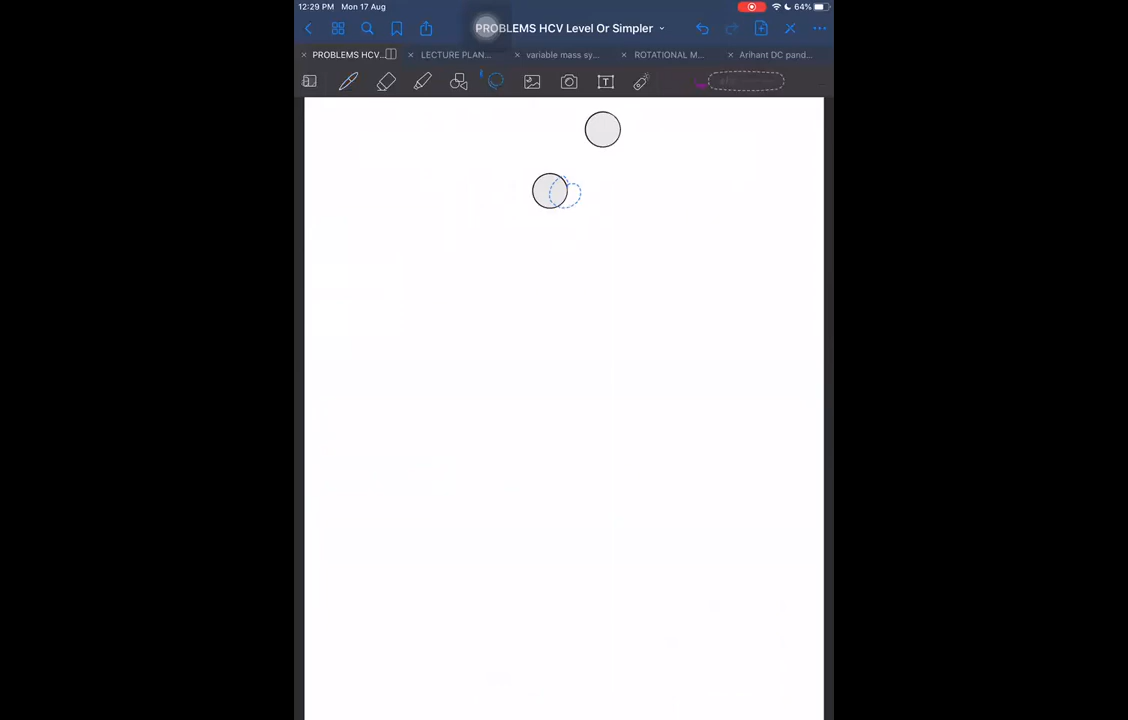 12:29 PM Mon 17 Aug 64%
PROBLEMS HCV Level Or Simpler
PROBLEMS HCV... LECTURE PLAN... variable mass sy... ROTATIONAL M... Arihant DC pand...
T